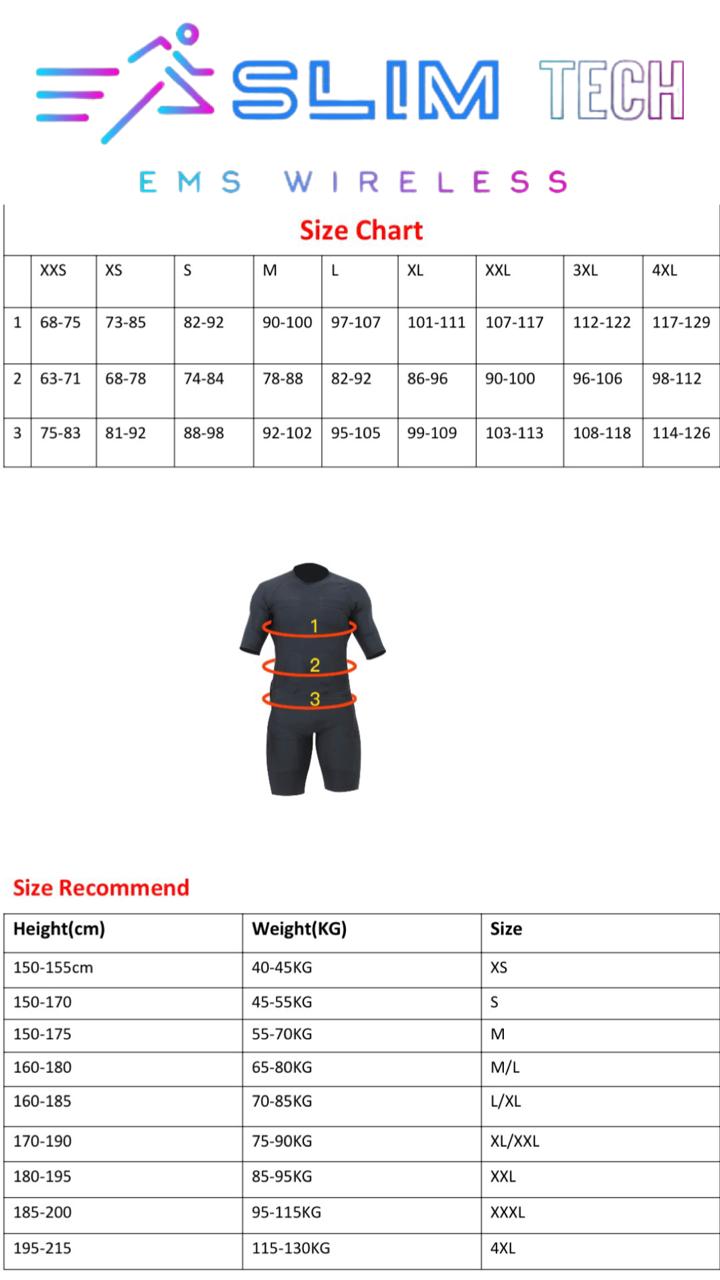 SLIM TECH
EMS WIRELESS
Size Chart
XXS XS S M L XL XXL 3XL 4XL
1 68-75 73-85 82-92 90-100 97-107 101-111 107-117 112-122 117-129
2 63-71 68-78 74-84 78-88 82-92 86-96 90-100 96-106 98-112
3 75-83 81-92 88-98 92-102 95-105 99-109 103-113 108-118 114-126
1
2
3
Size Recommend
Height(cm) Weight(KG) Size
150-155cm 40-45KG XS
150-170 45-55KG S
150-175 55-70KG M
160-180 65-80KG M/L
160-185 70-85KG L/XL
170-190 75-90KG XL/XXL
180-195 85-95KG XXL
185-200 95-115KG XXXL
195-215 115-130KG 4XL